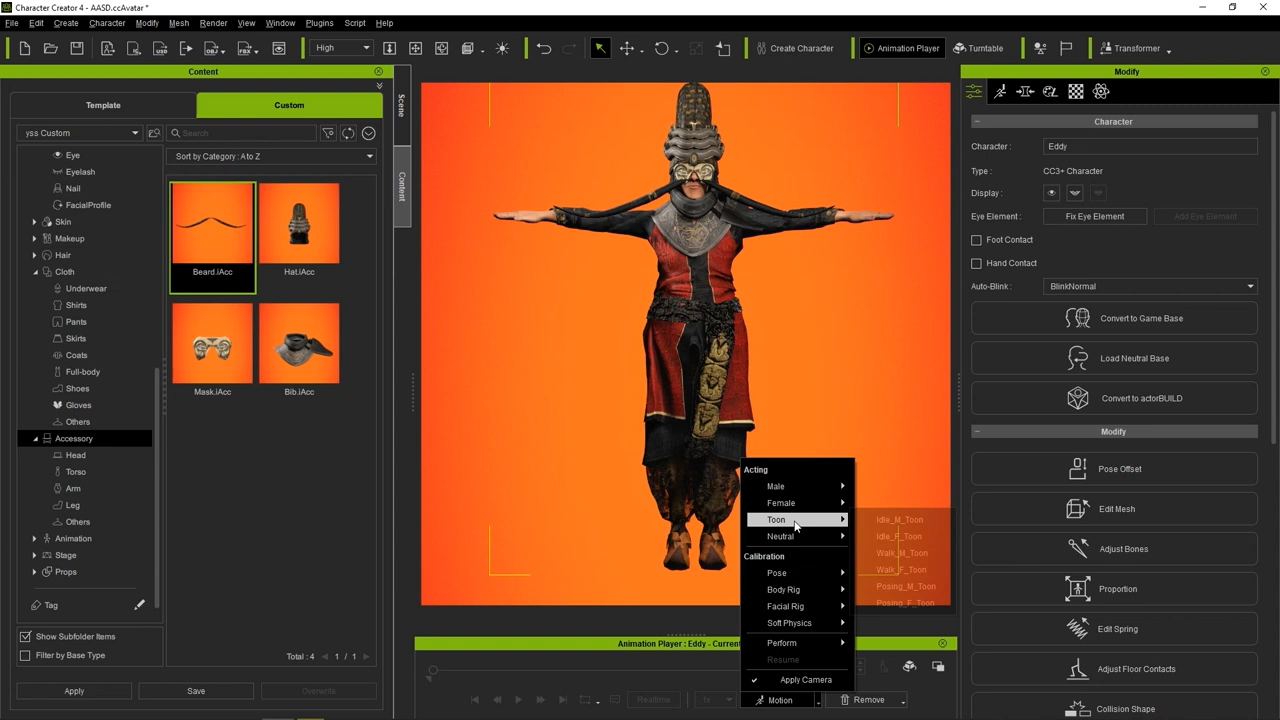 Character Creator 4 - AASD.ccAvatar *
File Edit Create Character Modify Mesh Render View Window Plugins Script Help
High Create Character Animation Player Turntable Transformer
Content
Template Custom
yss Custom
Search
Sort by Category : A to Z
Eye
Eyelash
Nail
FacialProfile
Skin
Makeup
Hair
Cloth
Underwear
Shirts
Pants
Skirts
Coats
Full-body
Shoes
Gloves
Others
Accessory
Head
Torso
Arm
Leg
Others
Animation
Stage
Props
Tag
Show Subfolder Items
Filter by Base Type
Beard.iAcc
Hat.iAcc
Mask.iAcc
Bib.iAcc
Total : 4 1 / 1
Apply Save Overwrite
Scene
Content
Acting
Male
Female
Toon
Neutral
Calibration
Pose
Body Rig
Facial Rig
Soft Physics
Perform
Resume
Apply Camera
Idle_M_Toon
Idle_F_Toon
Walk_M_Toon
Walk_F_Toon
Posing_M_Toon
Posing_F_Toon
Animation Player : Eddy - Current
Realtime fx Motion Remove
Modify
Character
Character : Eddy
Type : CC3+ Character
Display :
Eye Element : Fix Eye Element Add Eye Element
Foot Contact
Hand Contact
Auto-Blink : BlinkNormal
Convert to Game Base
Load Neutral Base
Convert to actorBUILD
Modify
Pose Offset
Edit Mesh
Adjust Bones
Proportion
Edit Spring
Adjust Floor Contacts
Collision Shape